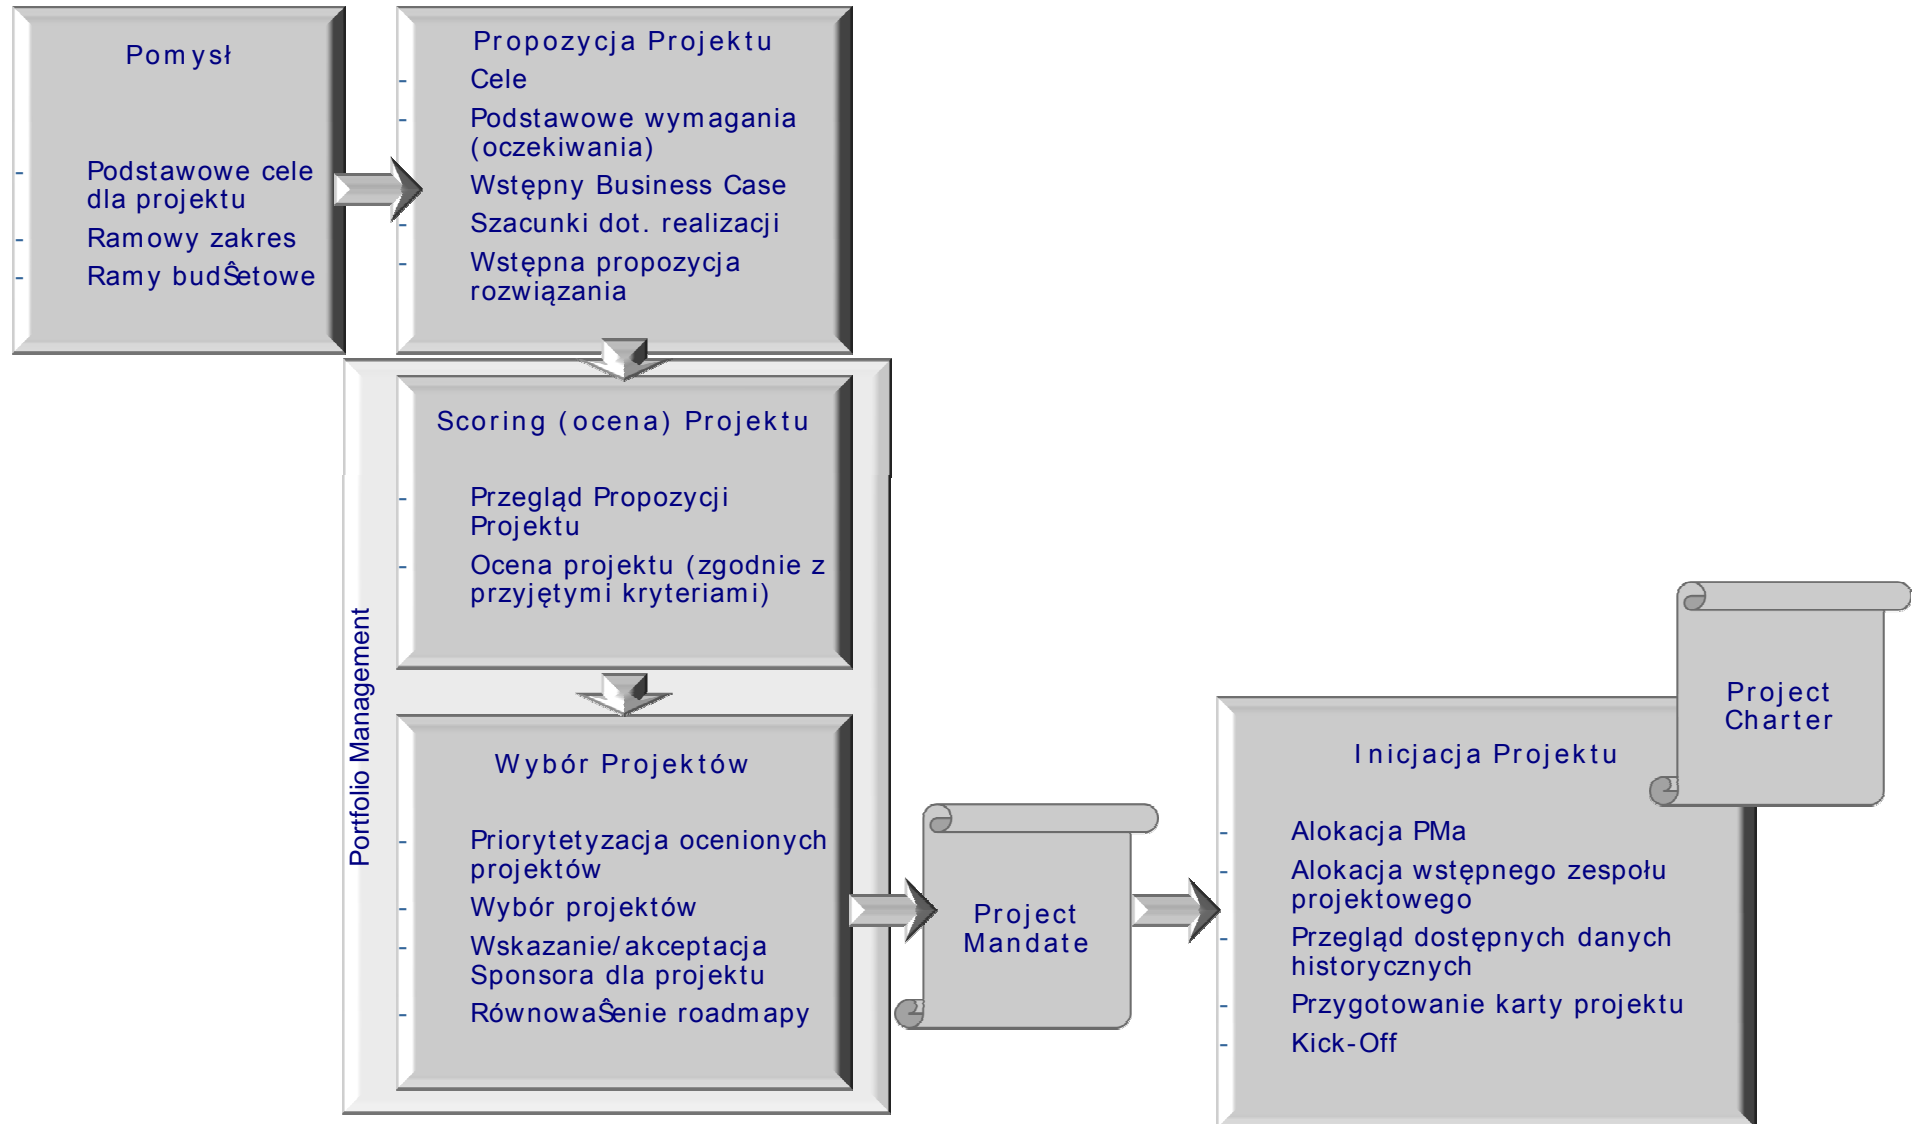 Pomysł
- Podstawowe cele
dla projektu
- Ramowy zakres
- Ramy budŜetowe
Propozycja Projektu
- Cele
- Podstawowe wymagania
(oczekiwania)
Wstępny Business Case
- Szacunki dot. realizacji
- Wstępna propozycja
rozwiązania
Portfolio Management
Scoring (ocena) Projektu
- Przegląd Propozycji
Projektu
- Ocena projektu (zgodnie z
przyjętymi kryteriami)
Wybór Projektów
- Priorytetyzacja ocenionych
projektów
- Wybór projektów
- Wskazanie/akceptacja
Sponsora dla projektu
- RównowaŜenie roadmapy
Project
Mandate
Inicjacja Projektu
- Alokacja PMa
- Alokacja wstępnego zespołu
projektowego
- Przegląd dostępnych danych
historycznych
- Przygotowanie karty projektu
- Kick-Off
Project
Charter